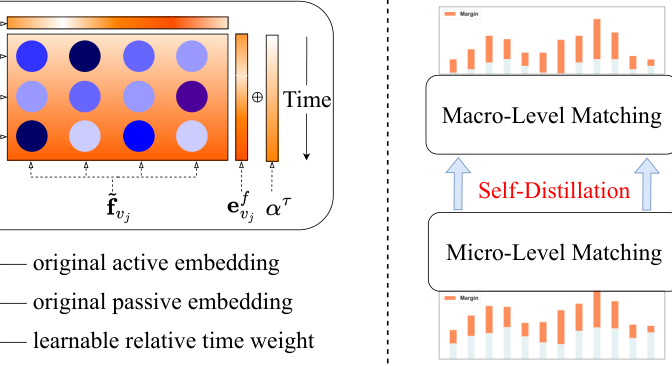 Time
f̃_{v_j}
e^f_{v_j} ⊕ α^τ
original active embedding
original passive embedding
learnable relative time weight
Margin
Macro-Level Matching
Self-Distillation
Micro-Level Matching
Margin